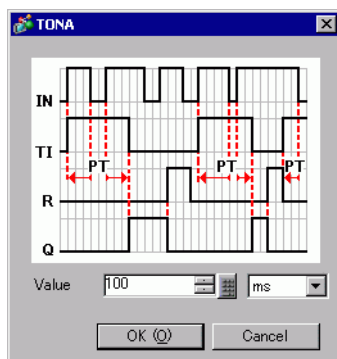 TONA
IN
TI
PT PT PT
R
Q
Value 100 ms
OK (O) Cancel